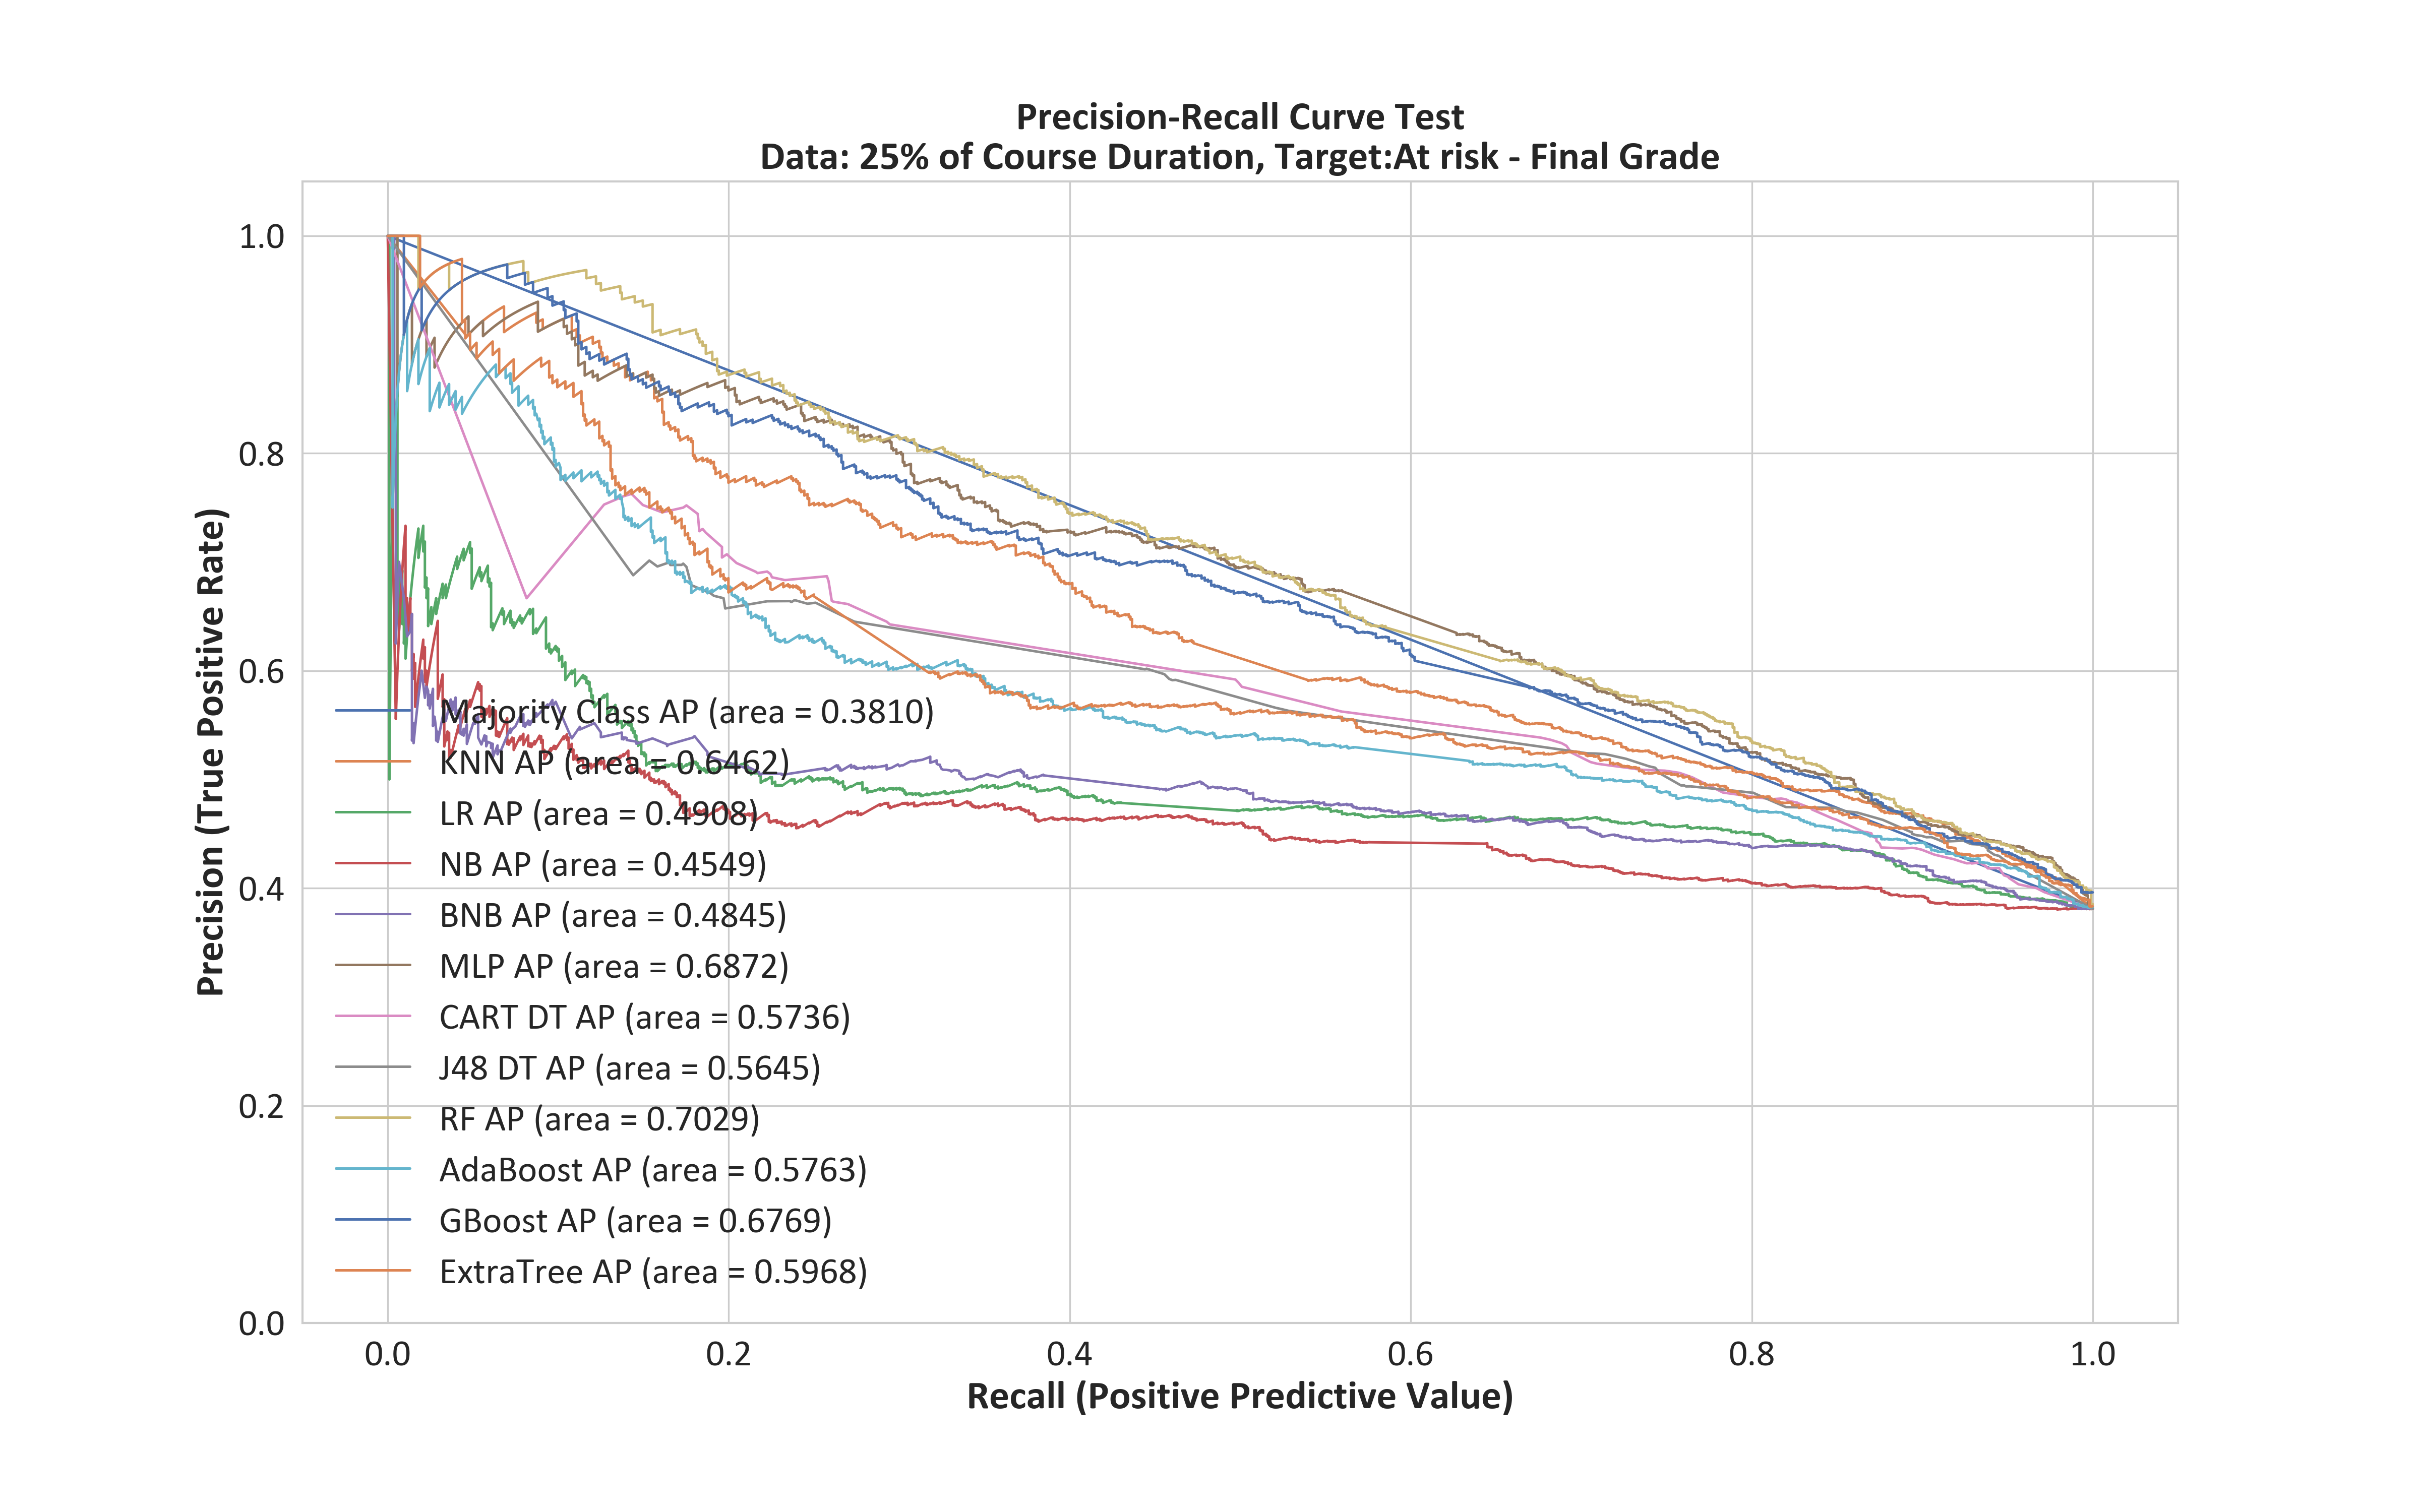 Precision-Recall Curve Test
Data: 25% of Course Duration, Target:At risk - Final Grade
Precision (True Positive Rate)
1.0
0.8
0.6
0.4
0.2
0.0
Majority Class AP (area = 0.3810)
KNN AP (area = 0.6462)
LR AP (area = 0.4908)
NB AP (area = 0.4549)
BNB AP (area = 0.4845)
MLP AP (area = 0.6872)
CART DT AP (area = 0.5736)
J48 DT AP (area = 0.5645)
RF AP (area = 0.7029)
AdaBoost AP (area = 0.5763)
GBoost AP (area = 0.6769)
ExtraTree AP (area = 0.5968)
0.0 0.2 0.4 0.6 0.8 1.0
Recall (Positive Predictive Value)